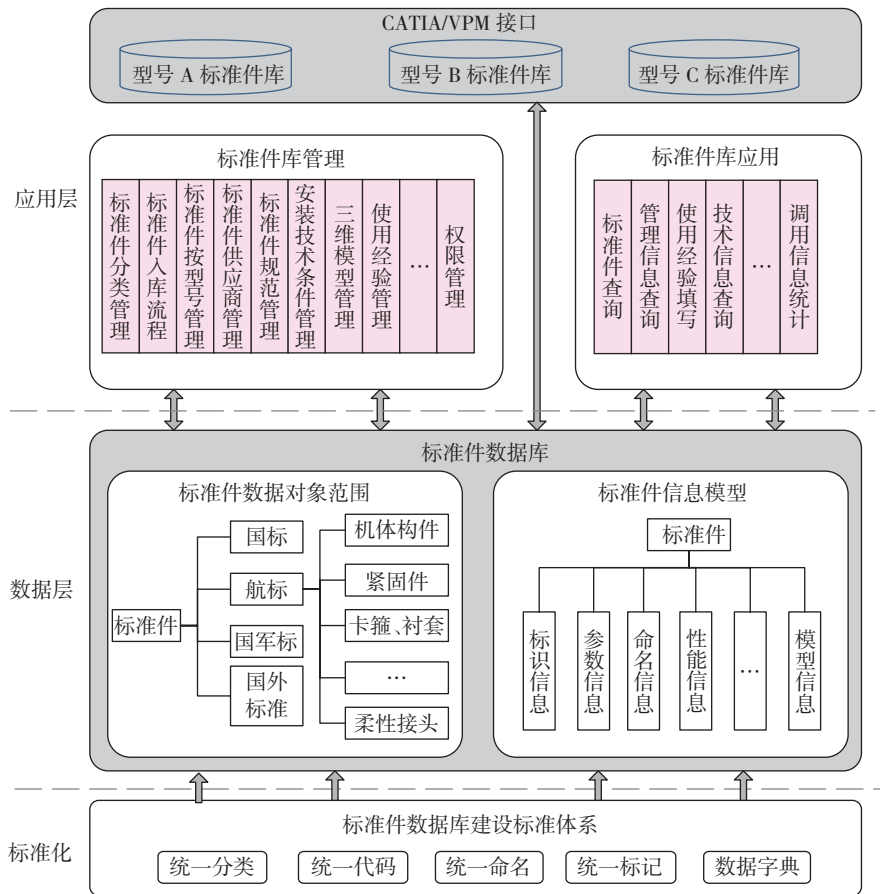 CATIA/VPM 接口
型号 A 标准件库
型号 B 标准件库
型号 C 标准件库
应用层
标准件库管理
标准件分类管理
标准件入库流程
标准件按型号管理
标准件供应商管理
标准件规范管理
安装技术条件管理
三维模型管理
使用经验管理
…
权限管理
标准件库应用
标准件查询
管理信息查询
使用经验填写
技术信息查询
…
调用信息统计
数据层
标准件数据库
标准件数据对象范围
标准件
国标
航标
国军标
国外
标准
机体构件
紧固件
卡箍、衬套
…
柔性接头
标准件信息模型
标准件
标识信息
参数信息
命名信息
性能信息
…
模型信息
标准化
标准件数据库建设标准体系
统一分类
统一代码
统一命名
统一标记
数据字典